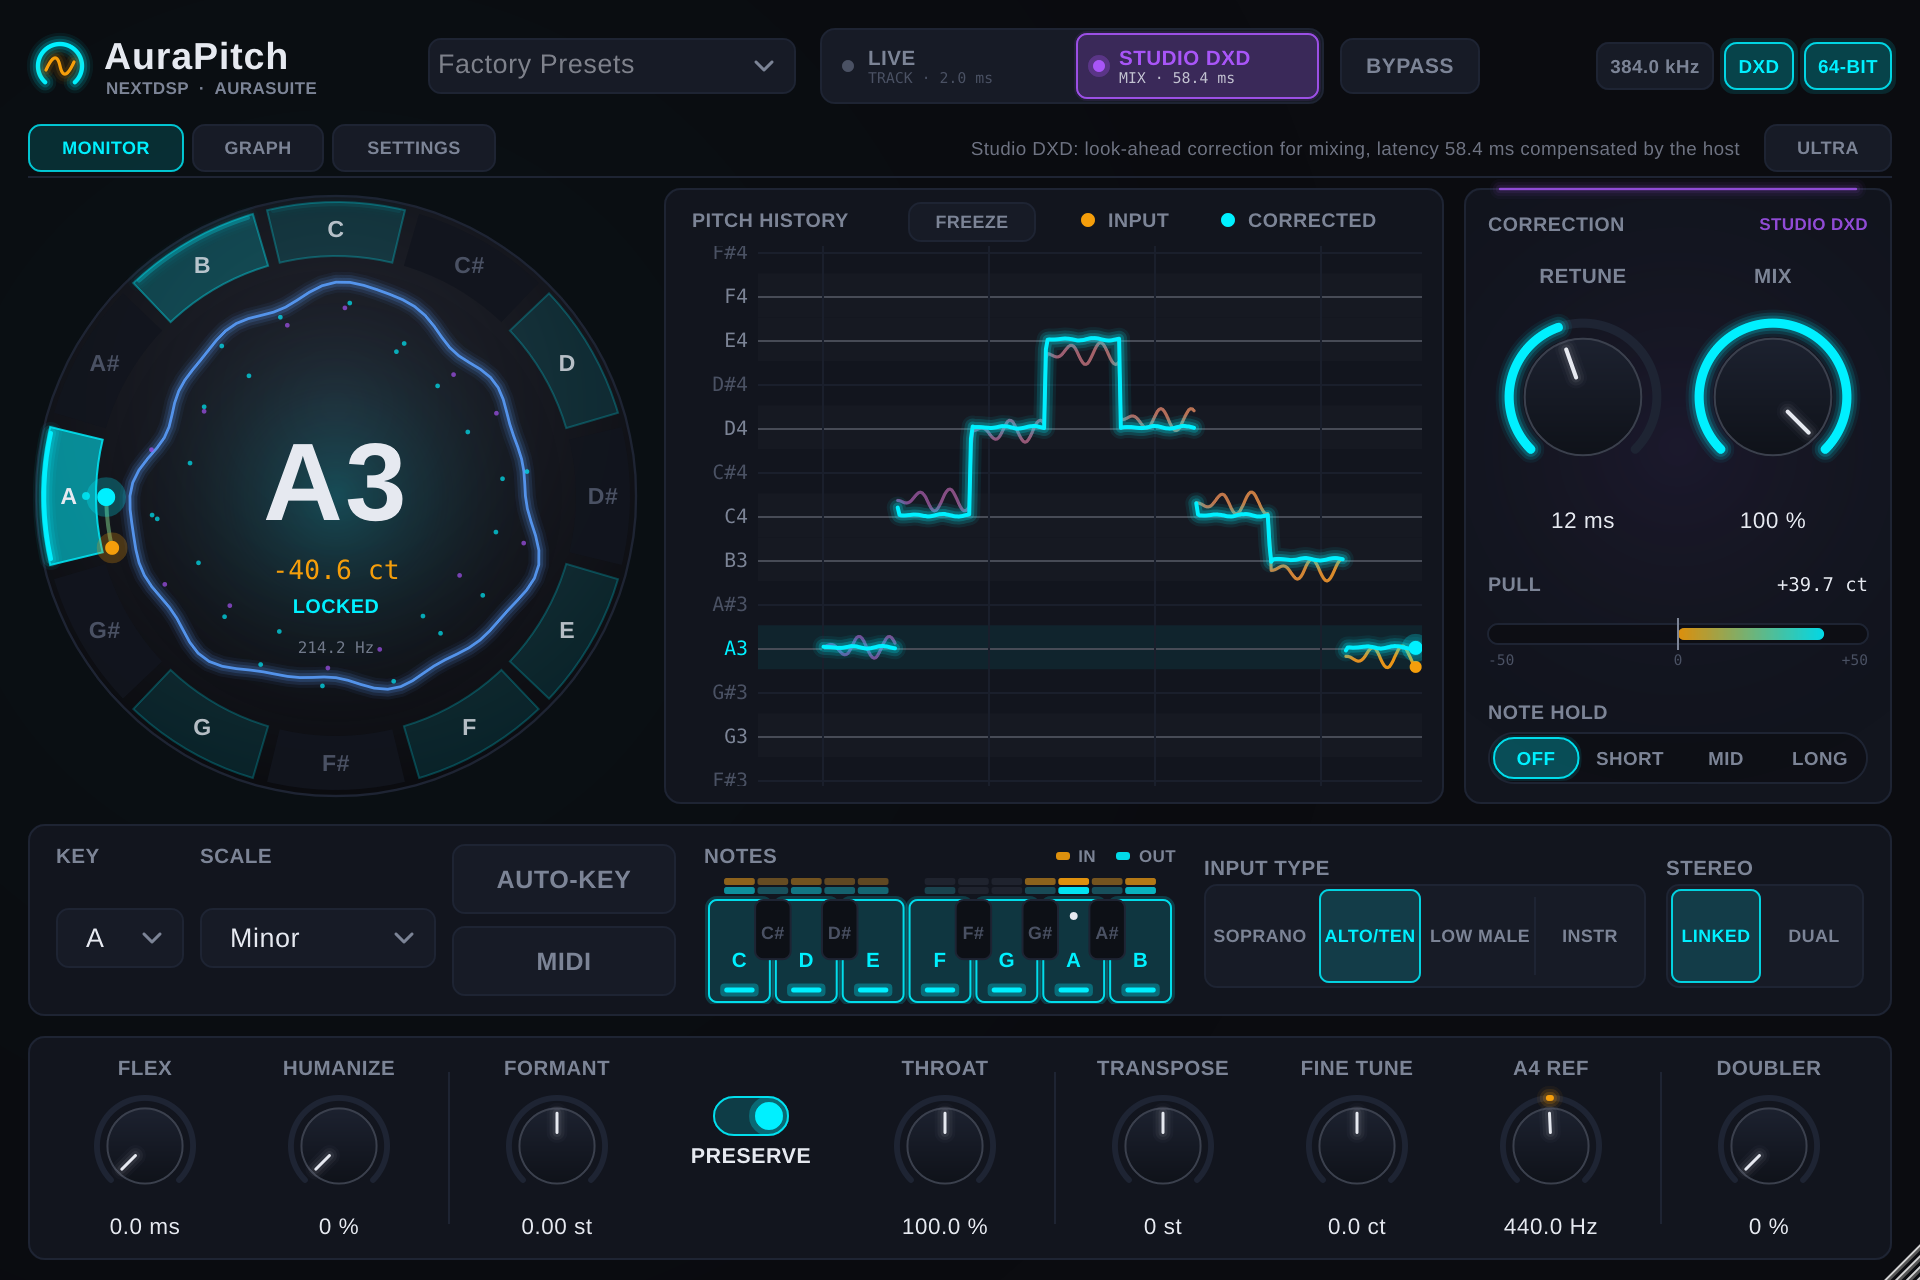 AuraPitch
NEXTDSP · AURASUITE
Factory Presets
LIVE
TRACK · 2.0 ms
STUDIO DXD
MIX · 58.4 ms
BYPASS
384.0 kHz
DXD
64-BIT
MONITOR
GRAPH
SETTINGS
Studio DXD: look-ahead correction for mixing, latency 58.4 ms compensated by the host
ULTRA
C
C#
D
D#
E
F
F#
G
G#
A
A#
B
A3
-40.6 ct
LOCKED
214.2 Hz
PITCH HISTORY
FREEZE
INPUT
CORRECTED
F#4
F4
E4
D#4
D4
C#4
C4
B3
A#3
A3
G#3
G3
F#3
CORRECTION
STUDIO DXD
RETUNE
MIX
12 ms
100 %
PULL
+39.7 ct
-50
0
+50
NOTE HOLD
OFF
SHORT
MID
LONG
KEY
A
SCALE
Minor
AUTO-KEY
MIDI
NOTES
IN
OUT
C#
D#
F#
G#
A#
C
D
E
F
G
A
B
INPUT TYPE
SOPRANO
ALTO/TEN
LOW MALE
INSTR
STEREO
LINKED
DUAL
FLEX
0.0 ms
HUMANIZE
0 %
FORMANT
0.00 st
PRESERVE
THROAT
100.0 %
TRANSPOSE
0 st
FINE TUNE
0.0 ct
A4 REF
440.0 Hz
DOUBLER
0 %